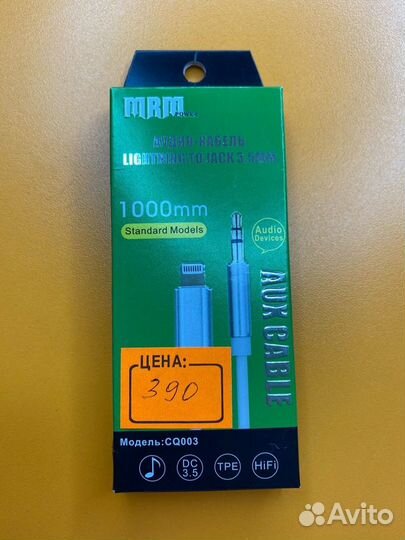 MRM
POWER
АУДИО-КАБЕЛЬ
LIGHTNING TO JACK 3.5MM
1000mm
Standard Models
Audio
Devices
AUX CABLE
ЦЕНА:
390
Модель:CQ003
DC
3.5
TPE
HiFi
Avito